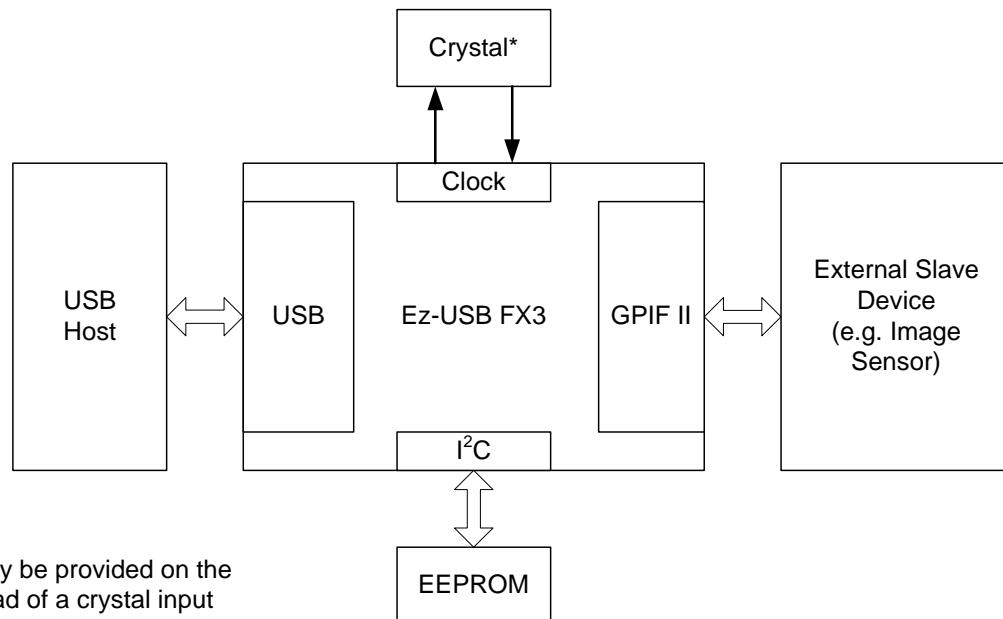 Crystal*
Clock
USB
Host
USB
Ez-USB FX3
GPIF II
External Slave
Device
(e.g. Image
Sensor)
I²C
EEPROM
be provided on the
of a crystal input